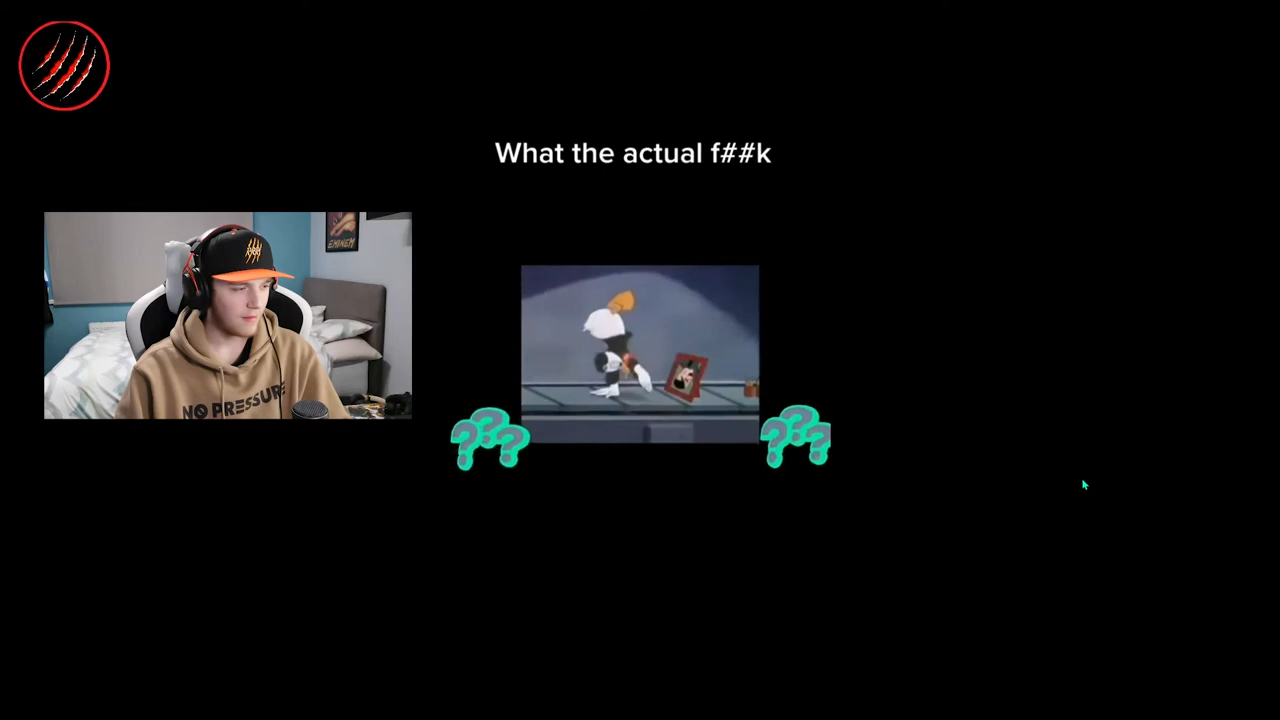 What the actual f##k
EMINEM
NO PRESSURE
???
???